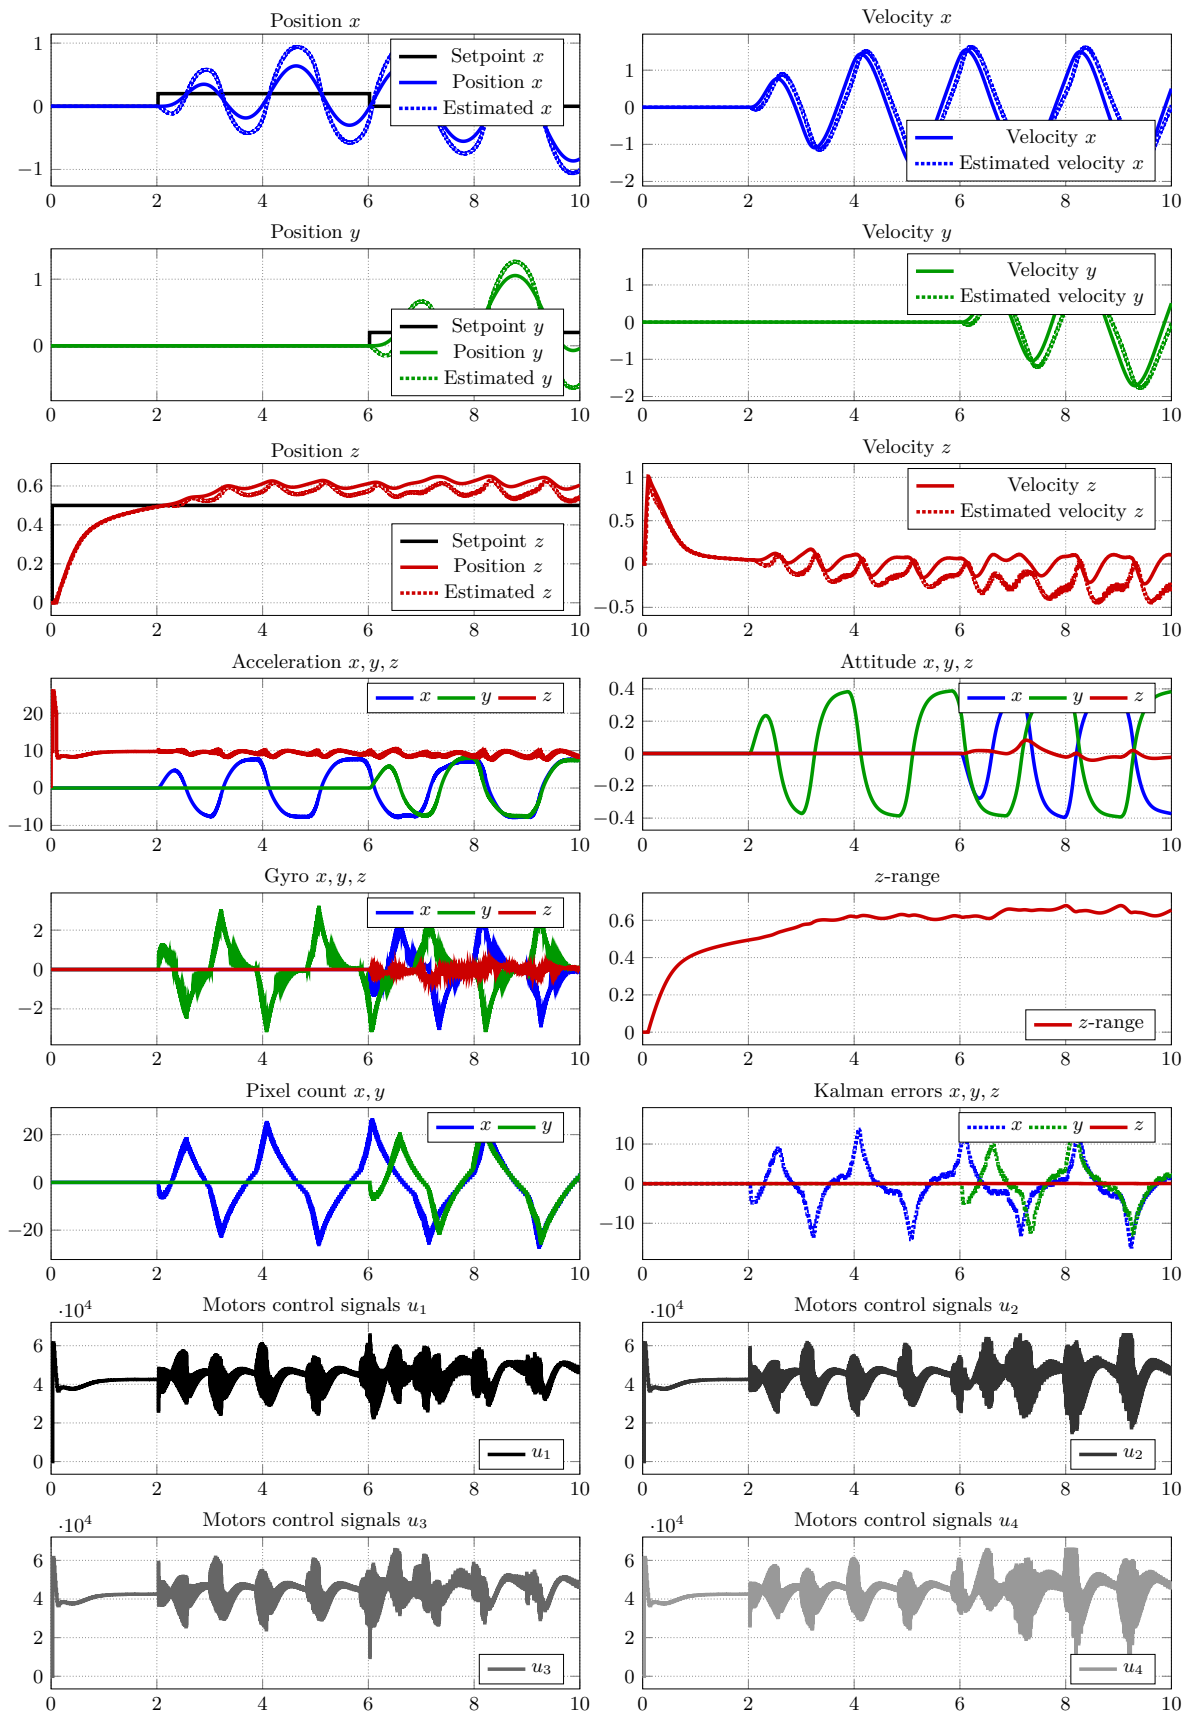 Position x
1
0
−1
Setpoint x
Position x
Estimated x
0 2 4 6 8 10
Velocity x
1
0
−1
−2
Velocity x
Estimated velocity x
0 2 4 6 8 10
Position y
1
0
Setpoint y
Position y
Estimated y
0 2 4 6 8 10
Velocity y
1
0
−1
−2
Velocity y
Estimated velocity y
0 2 4 6 8 10
Position z
0.6
0.4
0.2
0
Setpoint z
Position z
Estimated z
0 2 4 6 8 10
Velocity z
1
0.5
0
−0.5
Velocity z
Estimated velocity z
0 2 4 6 8 10
Acceleration x, y, z
20
10
0
−10
x y z
0 2 4 6 8 10
Attitude x, y, z
0.4
0.2
0
−0.2
−0.4
x y z
0 2 4 6 8 10
Gyro x, y, z
2
0
−2
x y z
0 2 4 6 8 10
z-range
0.6
0.4
0.2
0
z-range
0 2 4 6 8 10
Pixel count x, y
20
0
−20
x y
0 2 4 6 8 10
Kalman errors x, y, z
10
0
−10
x y z
0 2 4 6 8 10
·10⁴
Motors control signals u₁
6
4
2
0
u₁
0 2 4 6 8 10
·10⁴
Motors control signals u₂
6
4
2
0
u₂
0 2 4 6 8 10
·10⁴
Motors control signals u₃
6
4
2
0
u₃
0 2 4 6 8 10
·10⁴
Motors control signals u₄
6
4
2
0
u₄
0 2 4 6 8 10